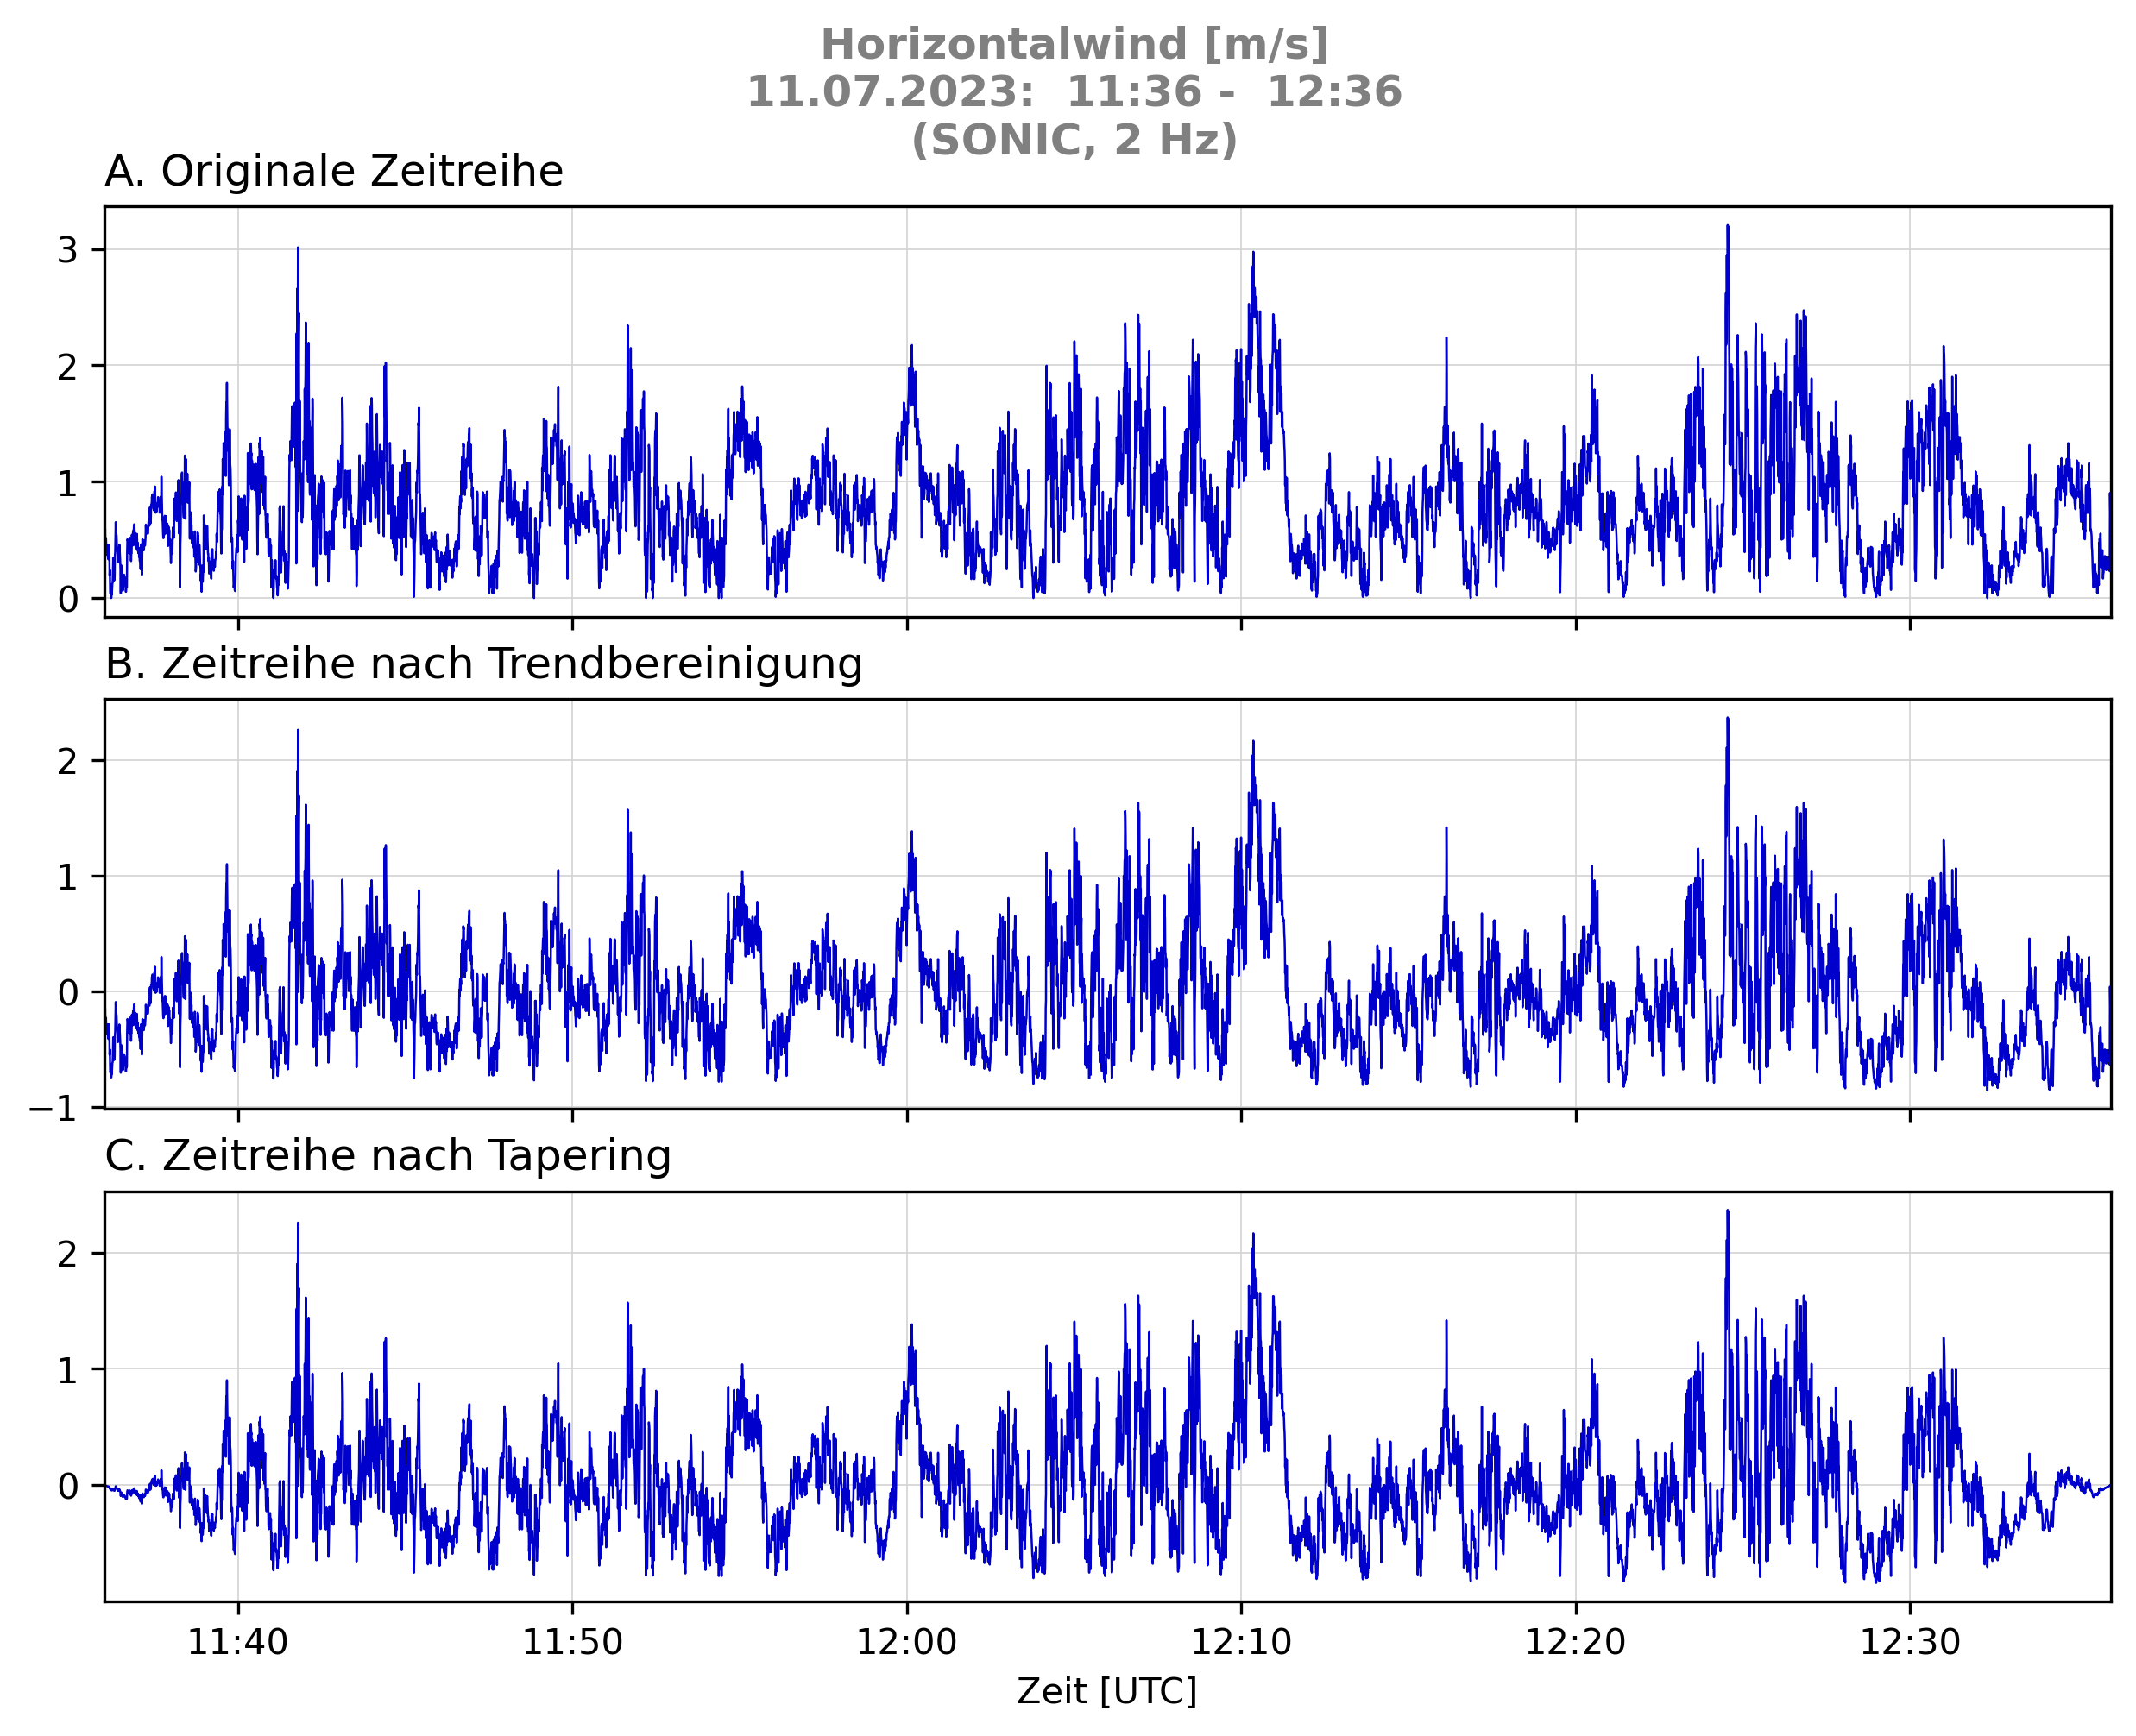 Horizontalwind [m/s]
11.07.2023:  11:36 -  12:36
(SONIC, 2 Hz)
A. Originale Zeitreihe
3
2
1
0
B. Zeitreihe nach Trendbereinigung
2
1
0
−1
C. Zeitreihe nach Tapering
2
1
0
11:40 11:50 12:00 12:10 12:20 12:30
Zeit [UTC]